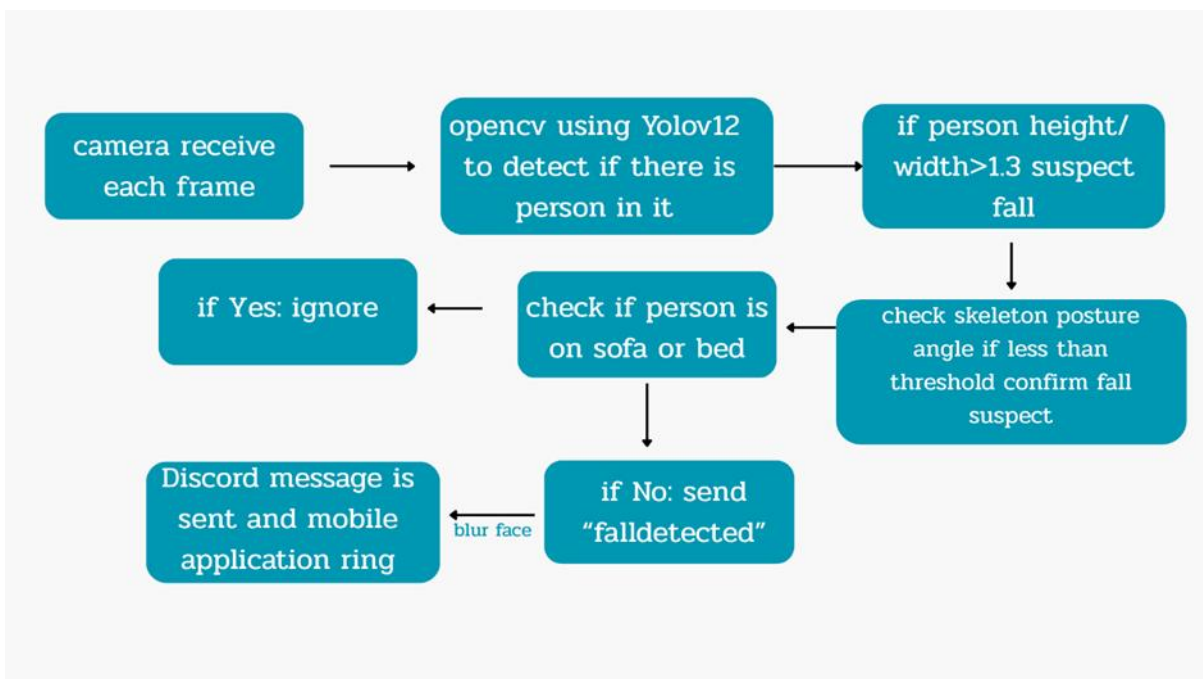 camera receive
each frame
opencv using Yolov12
to detect if there is
person in it
if person height/
width>1.3 suspect
fall
check skeleton posture
angle if less than
threshold confirm fall
suspect
check if person is
on sofa or bed
if Yes: ignore
if No: send
“falldetected”
blur face
Discord message is
sent and mobile
application ring